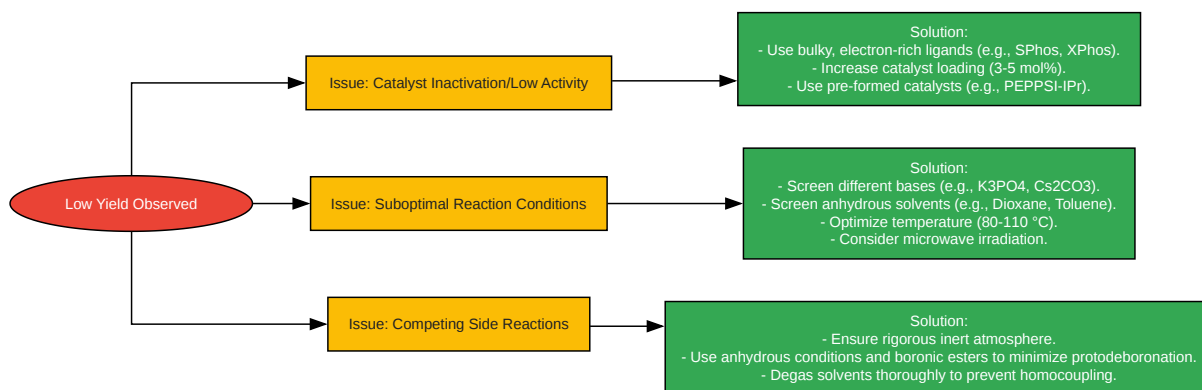 Low Yield Observed
Issue: Catalyst Inactivation/Low Activity
Solution:
- Use bulky, electron-rich ligands (e.g., SPhos, XPhos).
- Increase catalyst loading (3-5 mol%).
- Use pre-formed catalysts (e.g., PEPPSI-IPr).
Issue: Suboptimal Reaction Conditions
Solution:
- Screen different bases (e.g., K3PO4, Cs2CO3).
- Screen anhydrous solvents (e.g., Dioxane, Toluene).
- Optimize temperature (80-110 °C).
- Consider microwave irradiation.
Issue: Competing Side Reactions
Solution:
- Ensure rigorous inert atmosphere.
- Use anhydrous conditions and boronic esters to minimize protodeboronation.
- Degas solvents thoroughly to prevent homocoupling.